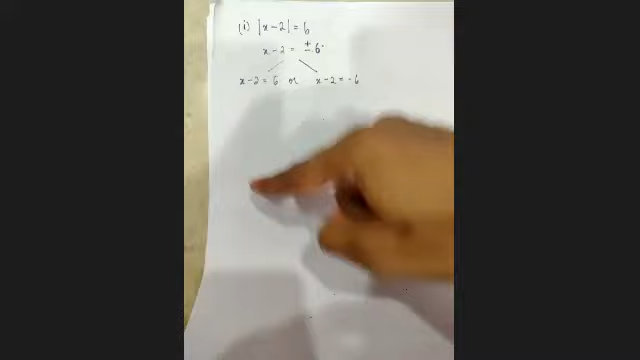 (i) |x-2| = 6
x-2 = ±6.
x-2 = 6 or x-2 = -6